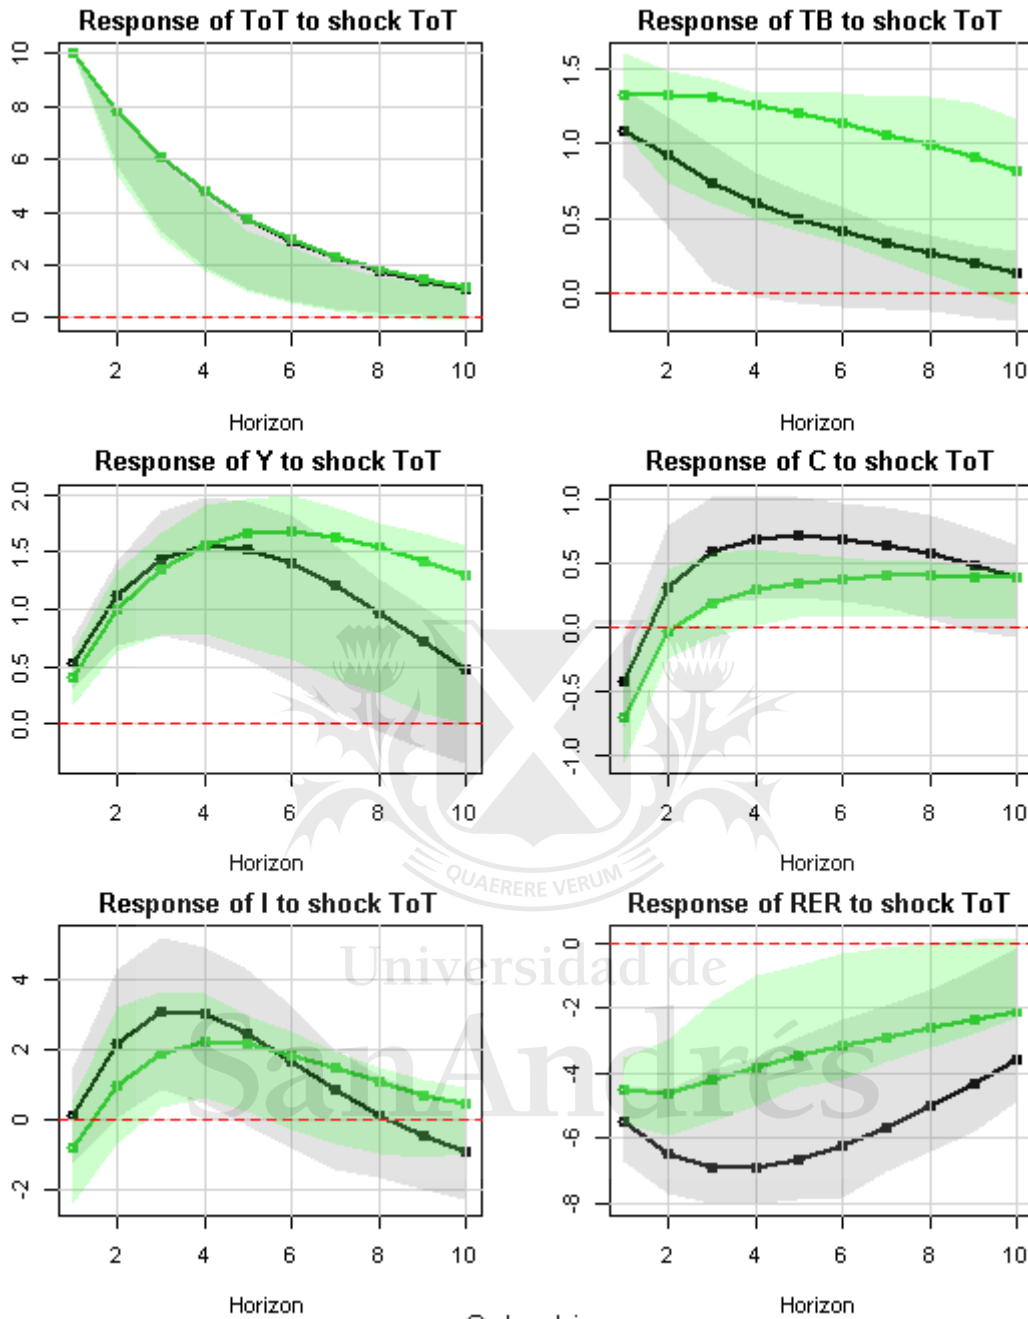 Response of ToT to shock ToT
Response of TB to shock ToT
10
8
6
4
2
0
1.5
1.0
0.5
0.0
2 4 6 8 10
2 4 6 8 10
Horizon
Horizon
Response of Y to shock ToT
Response of C to shock ToT
2.0
1.5
1.0
0.5
0.0
1.0
0.5
0.0
-0.5
-1.0
2 4 6 8 10
2 4 6 8 10
Horizon
Horizon
QUAERERE VERUM
Response of I to shock ToT
Response of RER to shock ToT
Universidad de
SanAndrés
4
2
0
-2
0
-2
-4
-6
-8
2 4 6 8 10
2 4 6 8 10
Horizon
Horizon